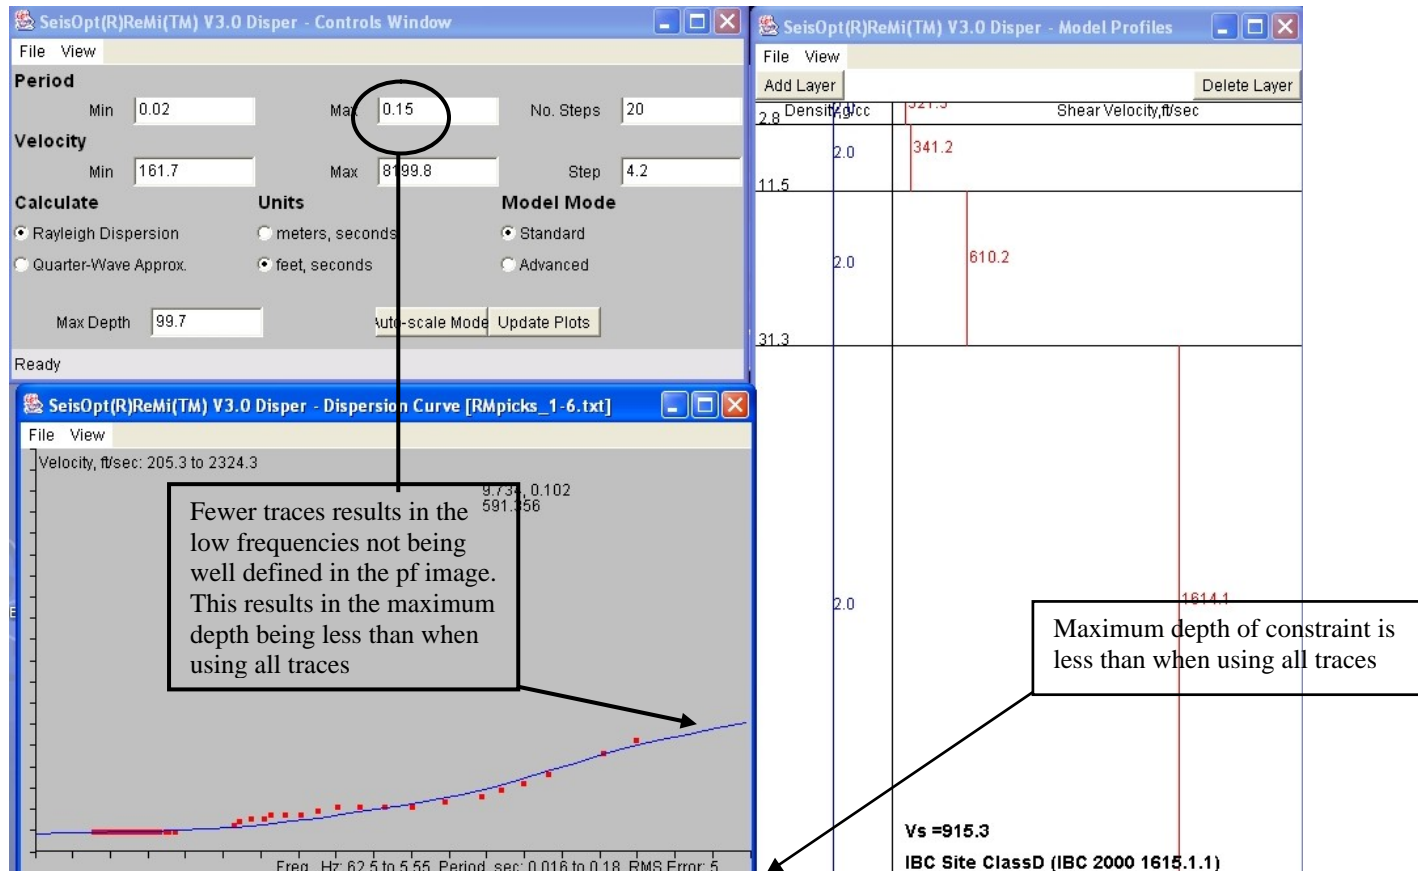 SeisOpt(R)ReMi(TM) V3.0 Disper - Controls Window
File View
Period
Min 0.02 Max 0.15 No. Steps 20
Velocity
Min 161.7 Max 8199.8 Step 4.2
Calculate Units Model Mode
Rayleigh Dispersion meters, seconds Standard
Quarter-Wave Approx. feet, seconds Advanced
Max Depth 99.7 Auto-scale Mode Update Plots
Ready
SeisOpt(R)ReMi(TM) V3.0 Disper - Dispersion Curve [RMpicks_1-6.txt]
File View
Velocity, ft/sec: 205.3 to 2324.3
9.734, 0.102
591.356
Fewer traces results in the
low frequencies not being
well defined in the pf image.
This results in the maximum
depth being less than when
using all traces
Freq., Hz: 62.5 to 5.55 Period, sec: 0.016 to 0.18 RMS Error: 5
SeisOpt(R)ReMi(TM) V3.0 Disper - Model Profiles
File View
Add Layer Delete Layer
Density,g/cc Shear Velocity,ft/sec
2.8
2.0 341.2
11.5
2.0 610.2
31.3
2.0 1614.1
Maximum depth of constraint is
less than when using all traces
Vs =915.3
IBC Site ClassD (IBC 2000 1615.1.1)